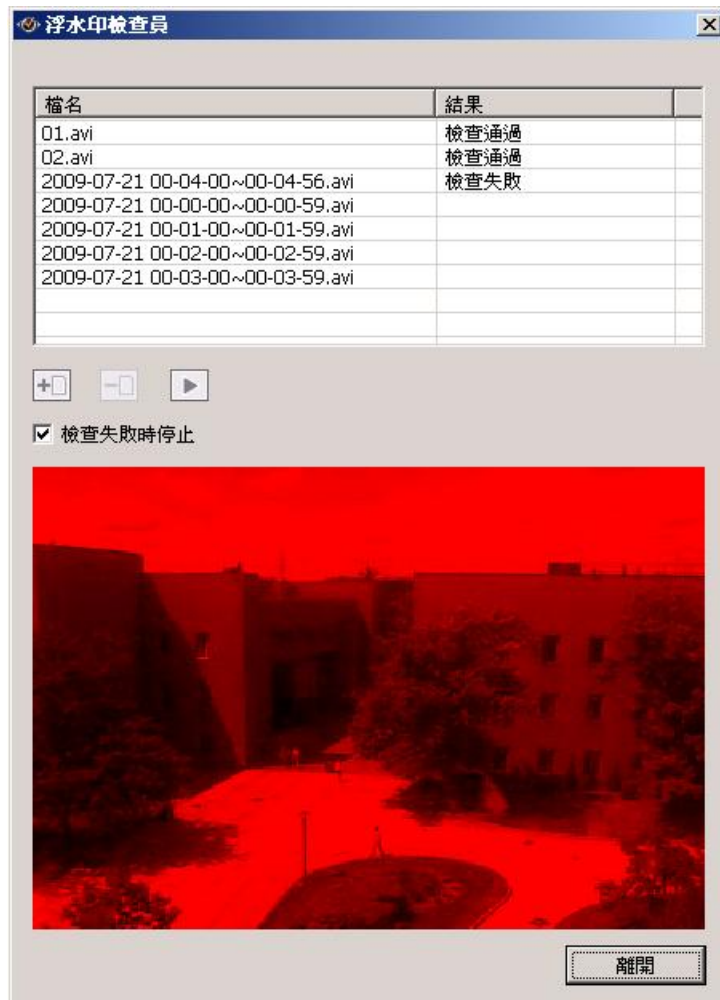 浮水印檢查員
檔名 結果
01.avi 檢查通過
02.avi 檢查通過
2009-07-21 00-04-00~00-04-56.avi 檢查失敗
2009-07-21 00-00-00~00-00-59.avi
2009-07-21 00-01-00~00-01-59.avi
2009-07-21 00-02-00~00-02-59.avi
2009-07-21 00-03-00~00-03-59.avi
檢查失敗時停止
離開